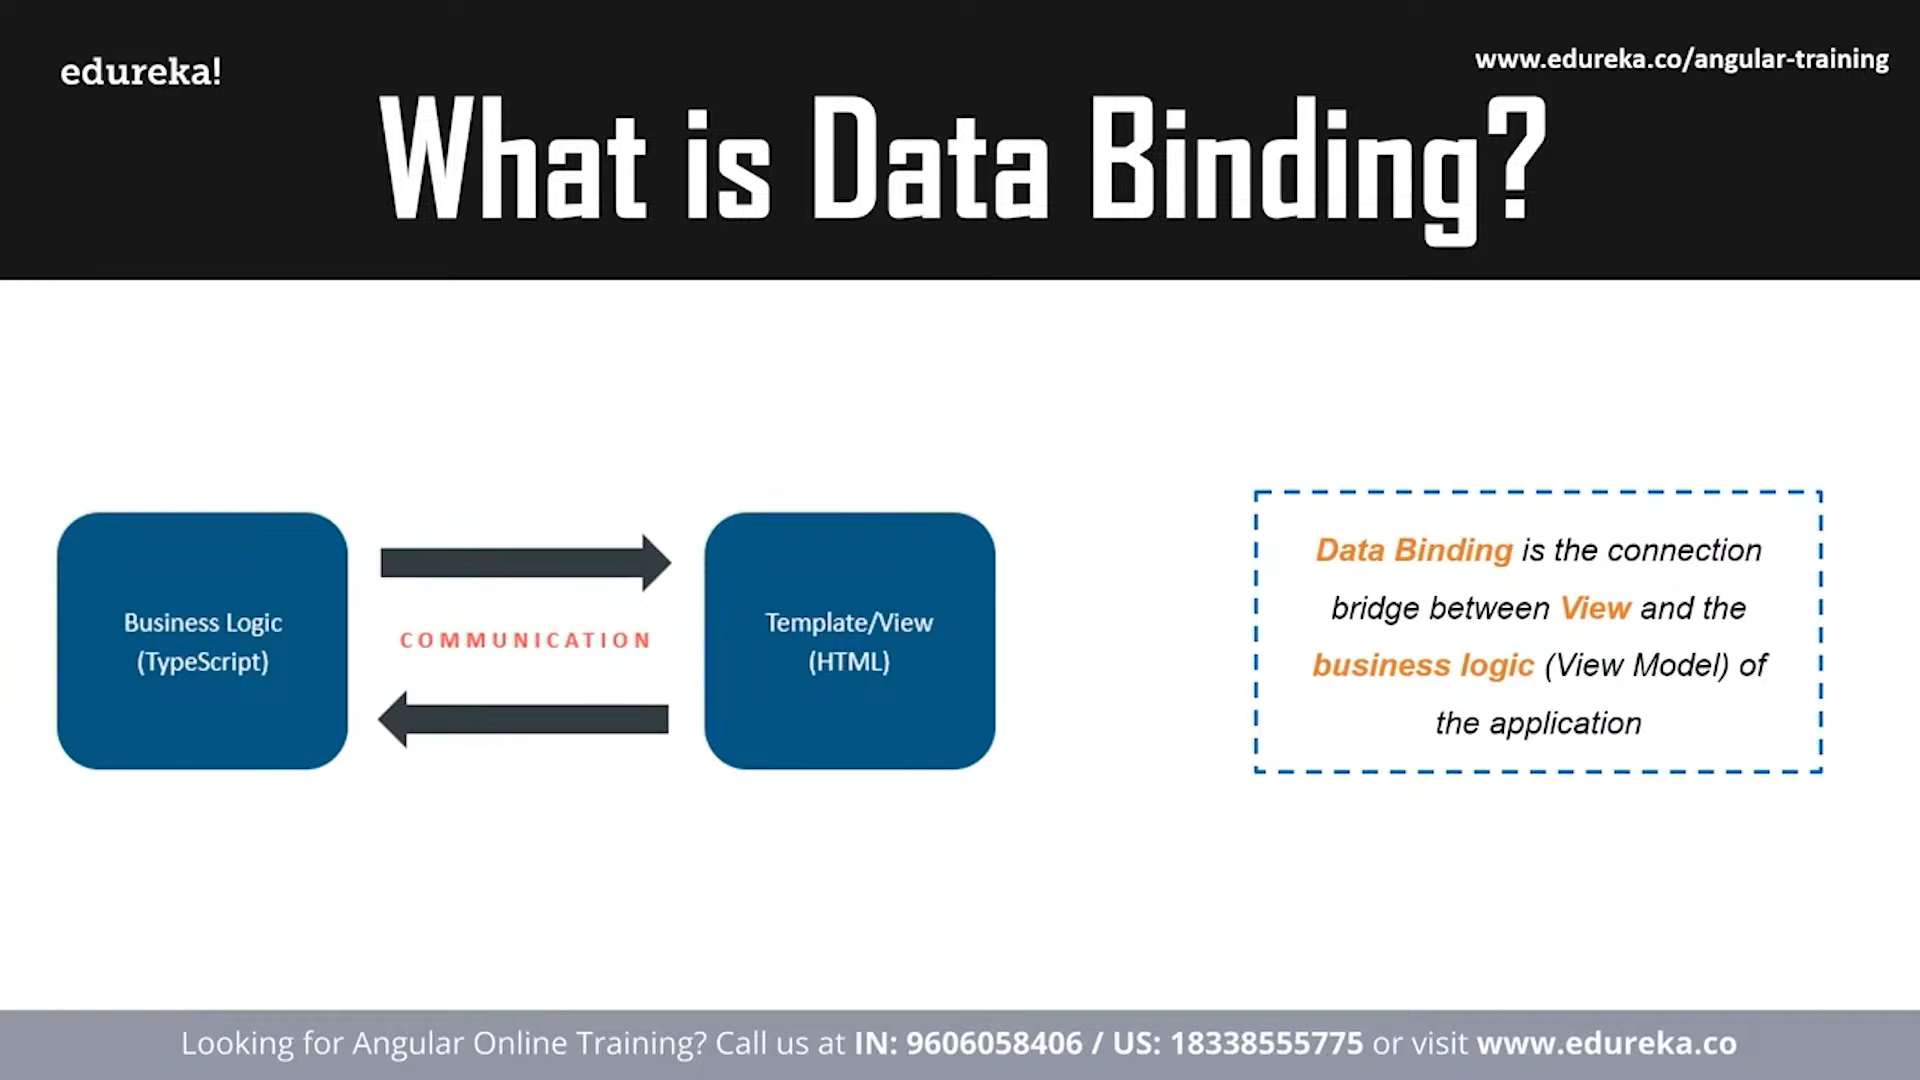 edureka!
www.edureka.co/angular-training
What is Data Binding?
Business Logic
(TypeScript)
COMMUNICATION
Template/View
(HTML)
Data Binding is the connection
bridge between View and the
business logic (View Model) of
the application
Looking for Angular Online Training? Call us at IN: 9606058406 / US: 18338555775 or visit www.edureka.co